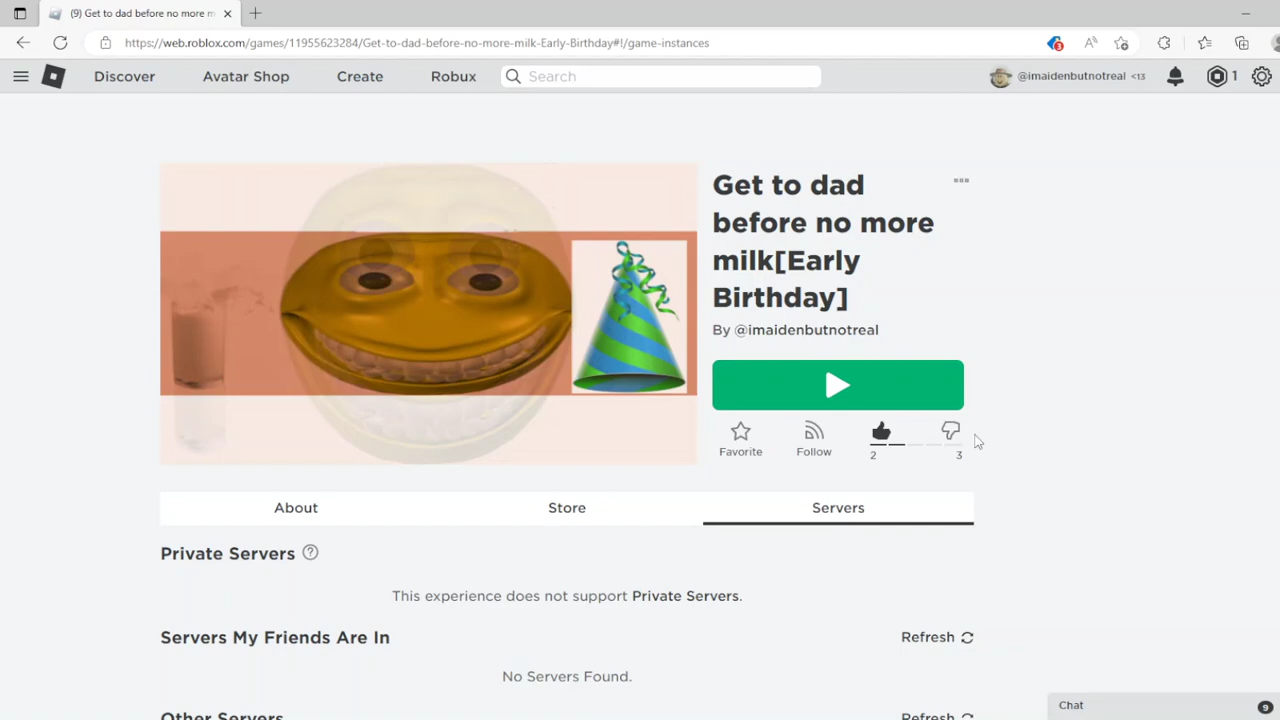 (9) Get to dad before no more m
https://web.roblox.com/games/11955623284/Get-to-dad-before-no-more-milk-Early-Birthday#!/game-instances
3
Discover
Avatar Shop
Create
Robux
Search
@imaidenbutnotreal <13
1
Get to dad
before no more
milk[Early
Birthday]
By @imaidenbutnotreal
Favorite
Follow
2
3
About
Store
Servers
Private Servers
This experience does not support Private Servers.
Servers My Friends Are In
Refresh
No Servers Found.
Other Servers
Refresh
Chat
9